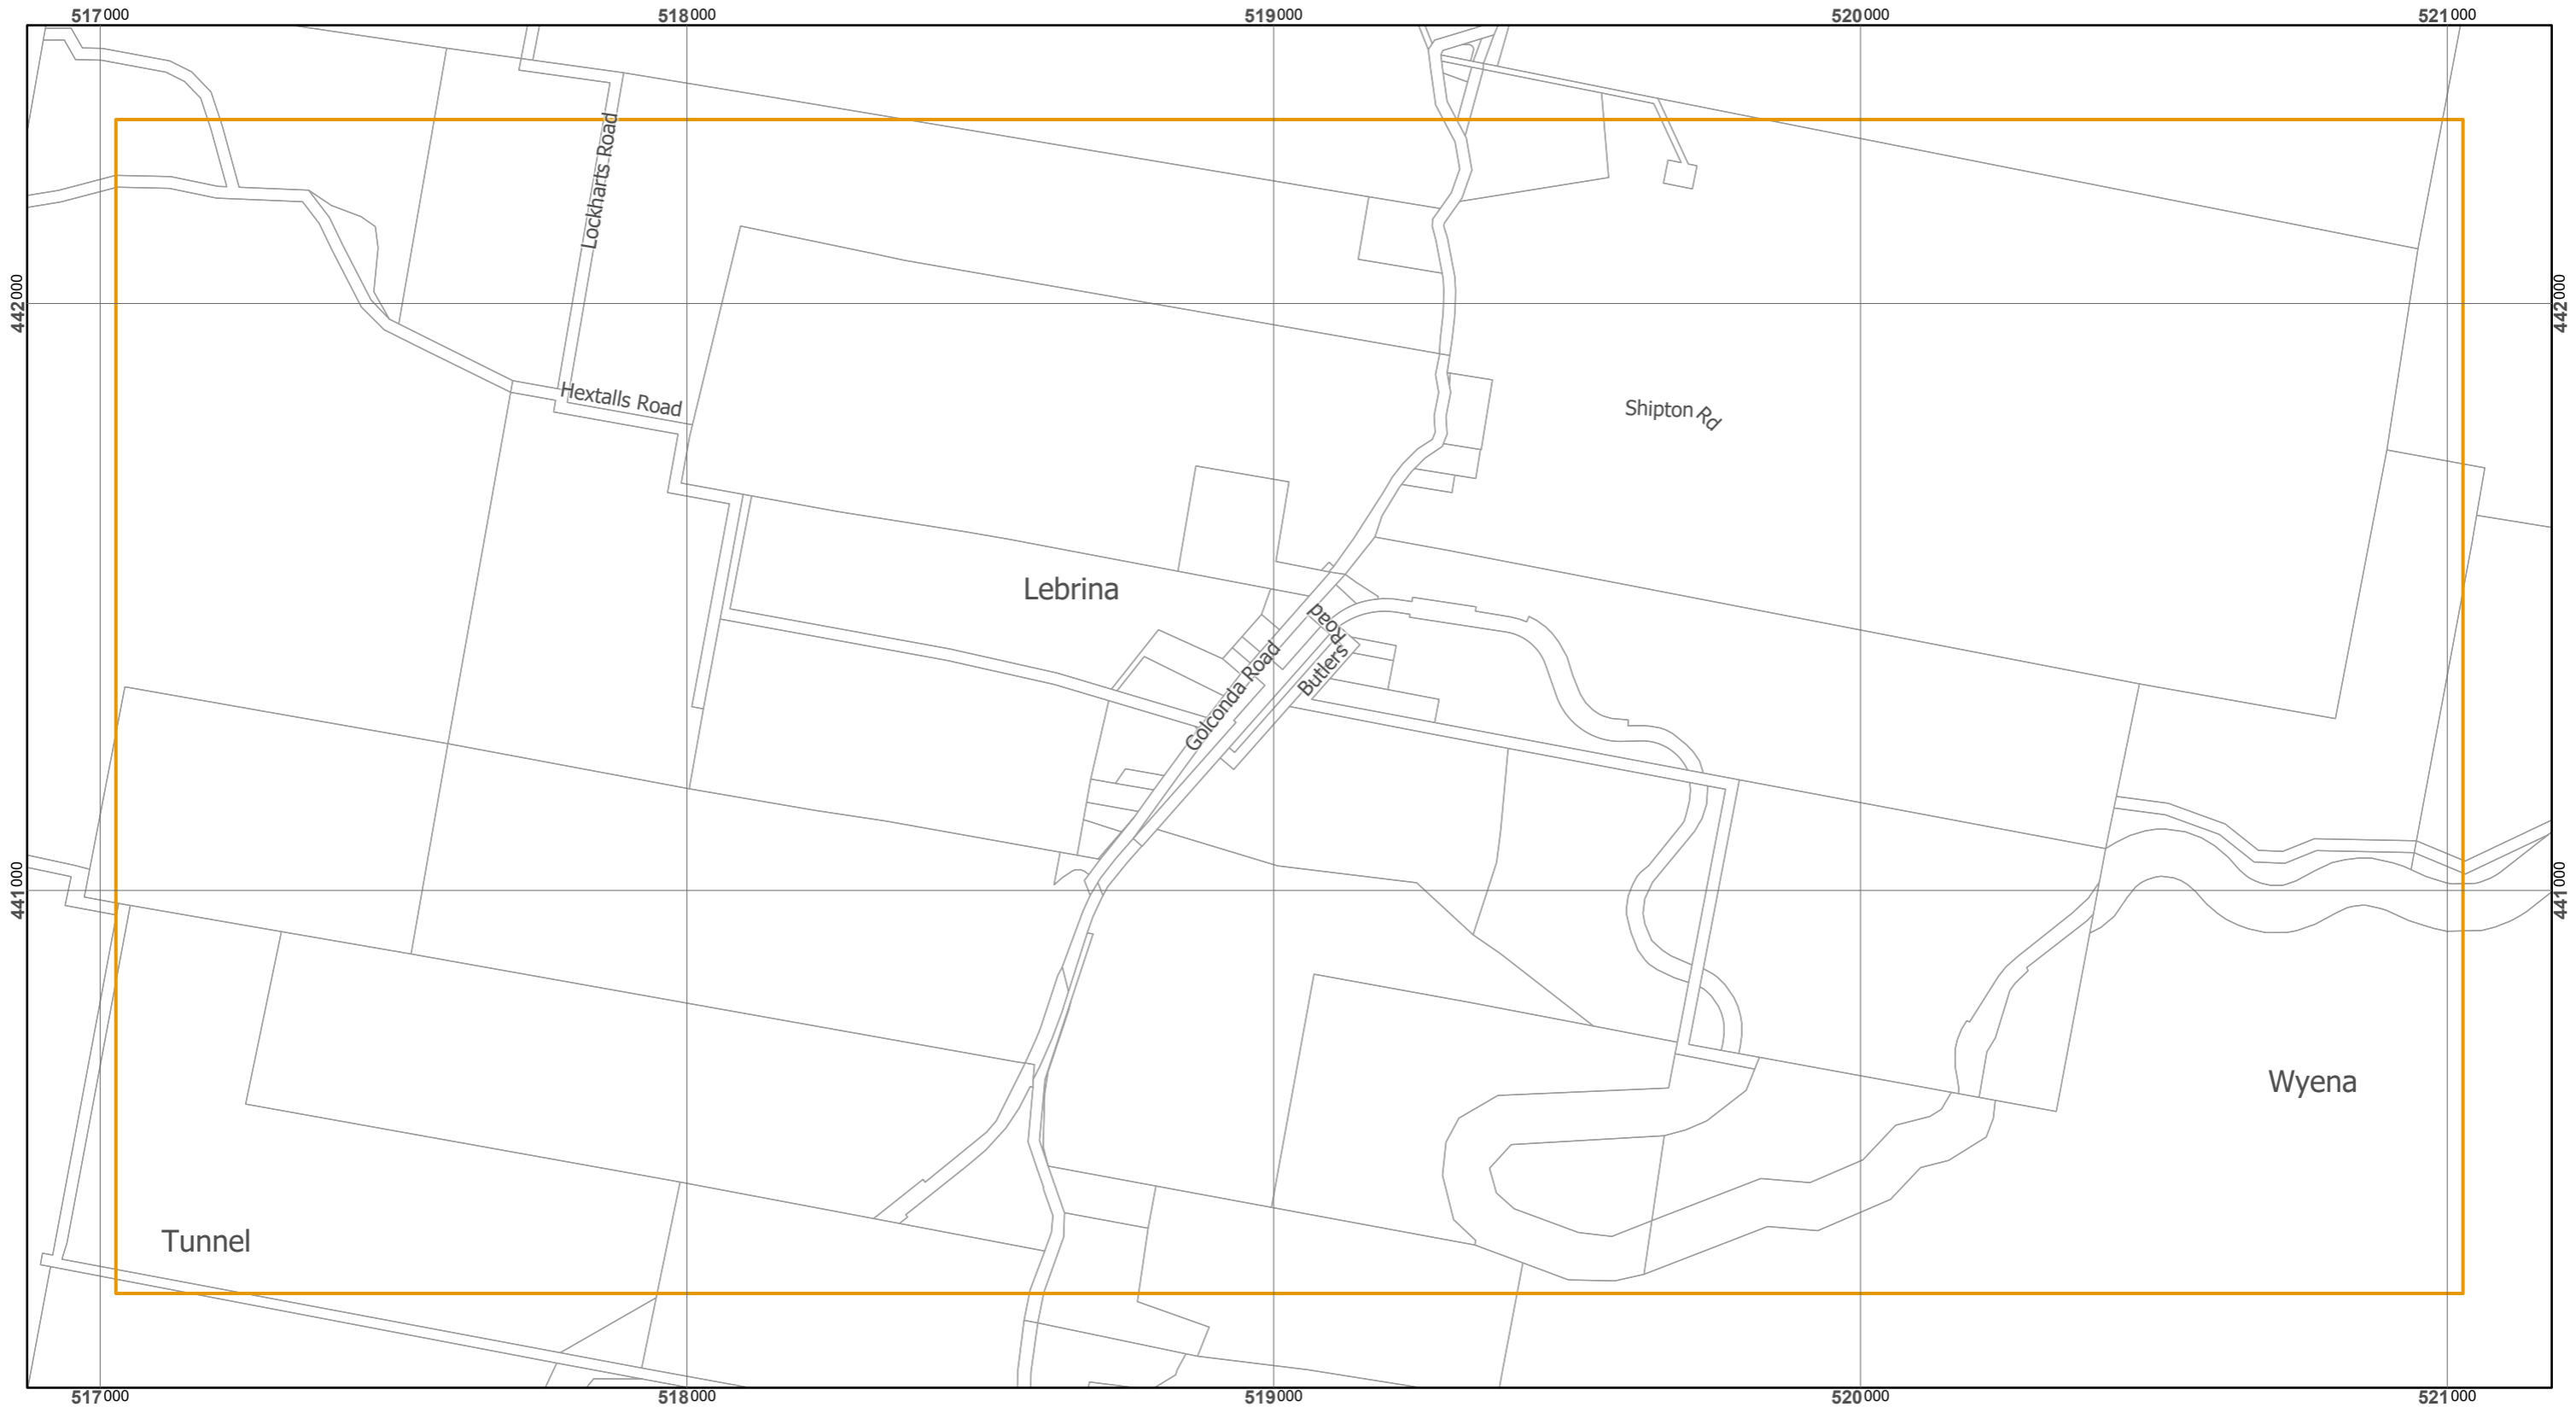 517000 518000 519000 520000 521000
Lockharts Road
442000 442000
Hextalls Road
Shipton Rd
Lebrina
Butlers Road
Golconda Road
441000 441000
Wyena
Tunnel
517000 518000 519000 520000 521000